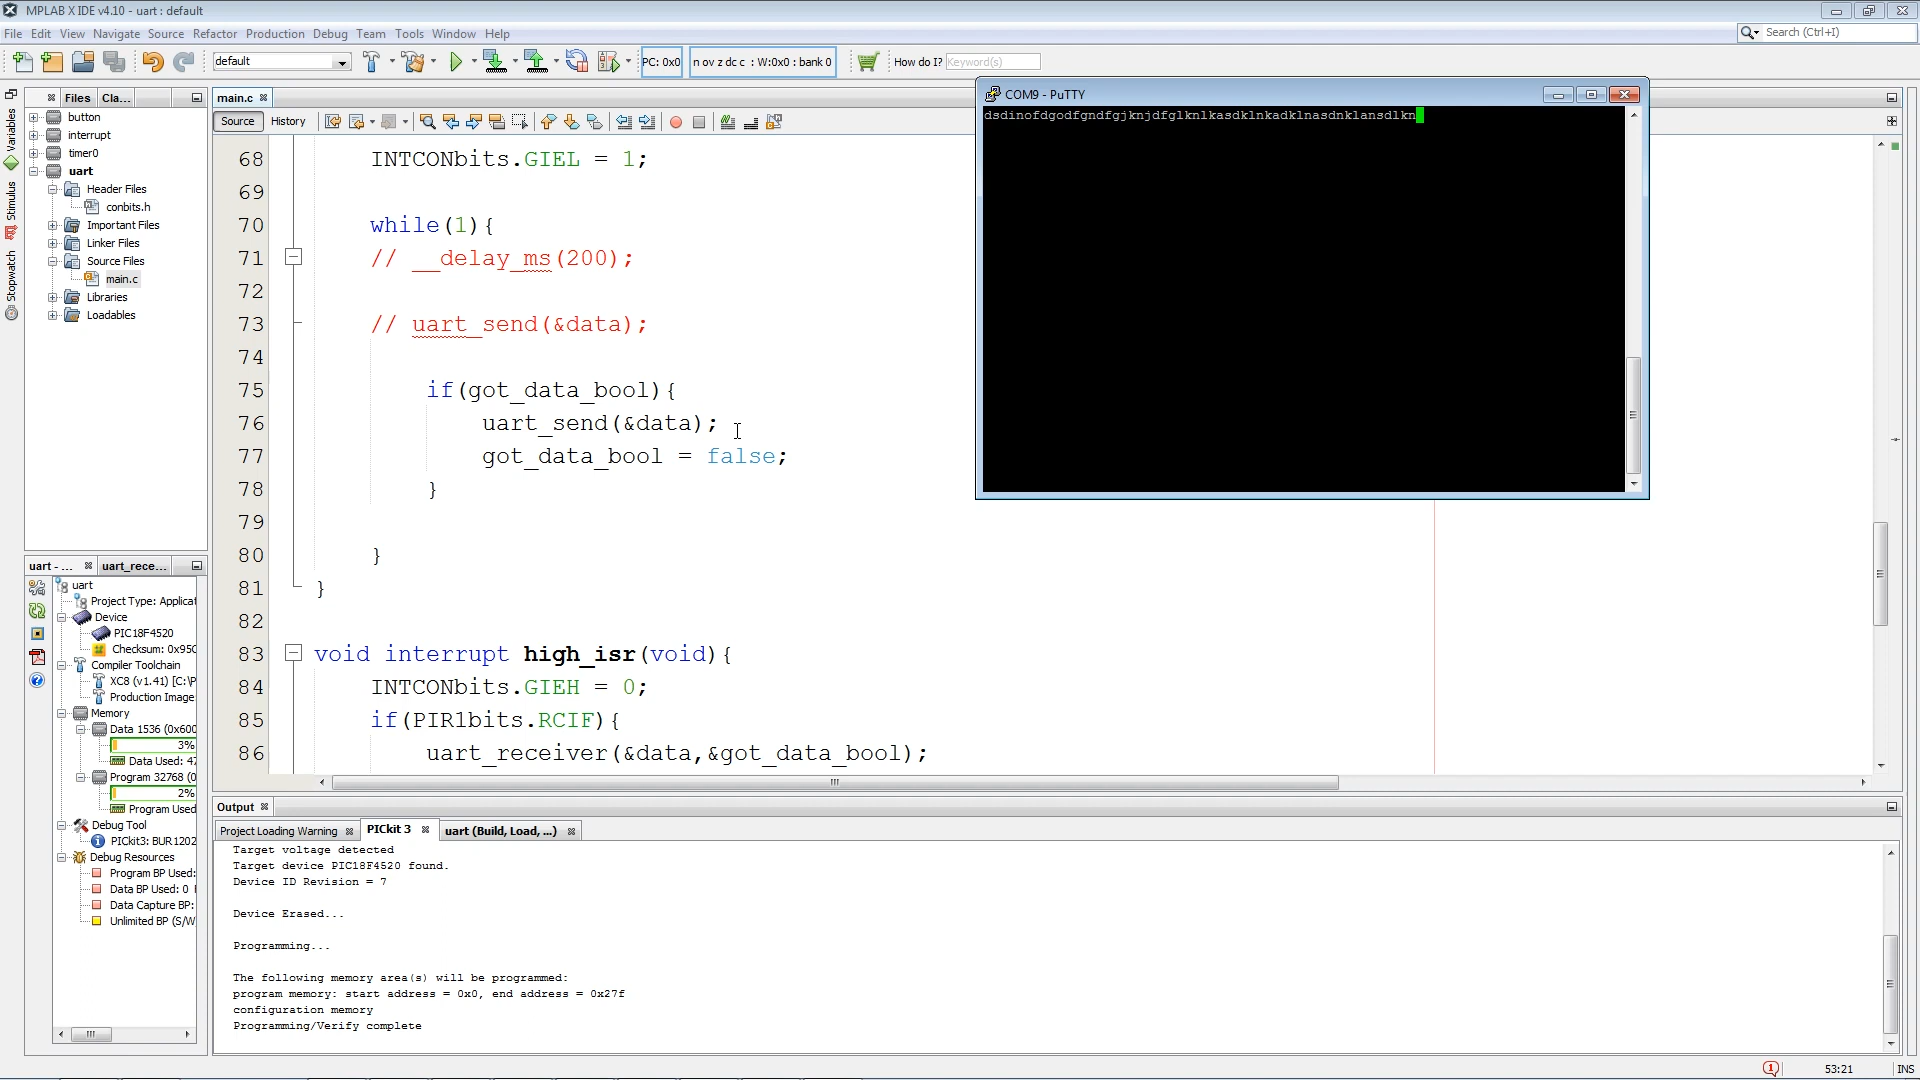 MPLAB X IDE v4.10 - uart : default
File Edit View Navigate Source Refactor Production Debug Team Tools Window Help
Search (Ctrl+I)
default
PC: 0x0
n ov z dc c : W:0x0 : bank 0
How do I? Keyword(s)
Files Cla...
button
interrupt
timer0
uart
Header Files
conbits.h
Important Files
Linker Files
Source Files
main.c
Libraries
Loadables
Variables
Stimulus
Stopwatch
main.c
Source History
68 INTCONbits.GIEL = 1;
69
70 while(1){
71 // __delay_ms(200);
72
73 // uart_send(&data);
74
75 if(got_data_bool){
76 uart_send(&data);
77 got_data_bool = false;
78 }
79
80 }
81 }
82
83 void interrupt high_isr(void){
84 INTCONbits.GIEH = 0;
85 if(PIR1bits.RCIF){
86 uart_receiver(&data,&got_data_bool);
COM9 - PuTTY
dsdinofdgodfgndfgjknjdfglknlkasdklnkadklnasdnklansdlkn
uart - ... uart_rece...
uart
Project Type: Applicat
Device
PIC18F4520
Checksum: 0x95C
Compiler Toolchain
XC8 (v1.41) [C:\P
Production Image
Memory
Data 1536 (0x600
3%
Data Used: 47
Program 32768 (0
2%
Program Used
Debug Tool
PICkit3: BUR1202
Debug Resources
Program BP Used:
Data BP Used: 0
Data Capture BP:
Unlimited BP (S/W
Output
Project Loading Warning PICkit 3 uart (Build, Load, ...)
Target voltage detected
Target device PIC18F4520 found.
Device ID Revision = 7
Device Erased...
Programming...
The following memory area(s) will be programmed:
program memory: start address = 0x0, end address = 0x27f
configuration memory
Programming/Verify complete
53:21 INS